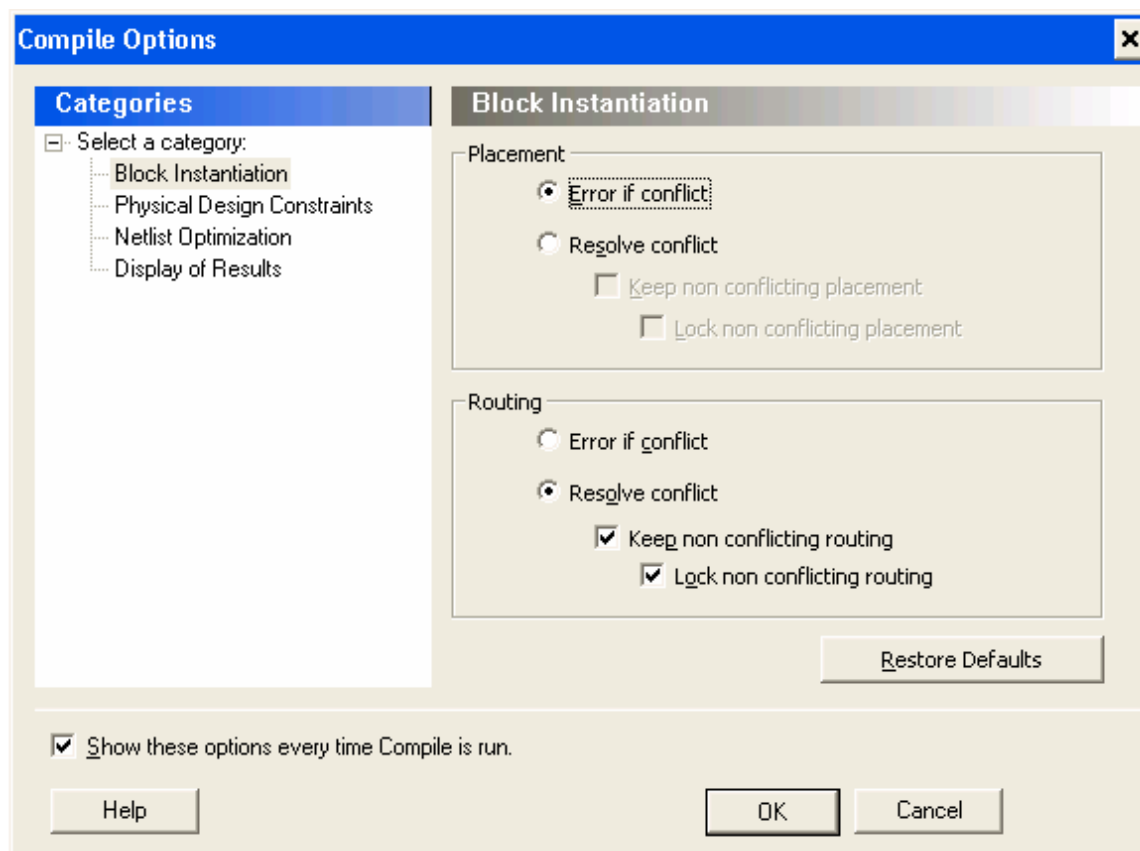 Compile Options
Categories
Select a category:
Block Instantiation
Physical Design Constraints
Netlist Optimization
Display of Results
Block Instantiation
Placement
Error if conflict
Resolve conflict
Keep non conflicting placement
Lock non conflicting placement
Routing
Error if conflict
Resolve conflict
Keep non conflicting routing
Lock non conflicting routing
Restore Defaults
Show these options every time Compile is run.
Help
OK
Cancel